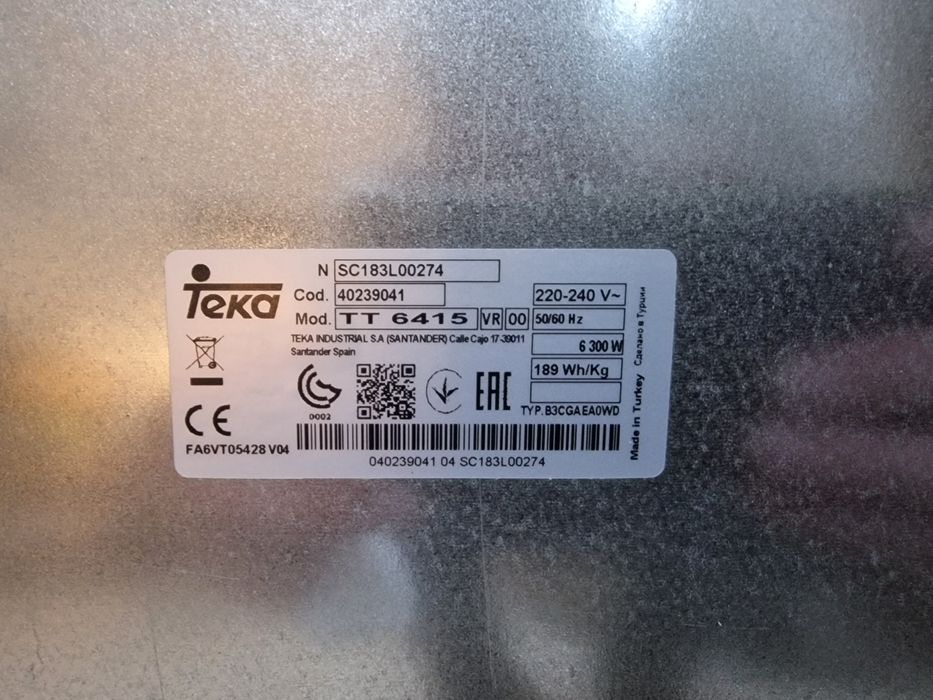 Teka
N SC183L00274
Cod. 40239041
220-240 V~
Mod. TT 6415 VR 00
50/60 Hz
TEKA INDUSTRIAL S.A (SANTANDER) Calle Cajo 17-39011
Santander Spain
6 300 W
189 Wh/Kg
0002
EAC
TYP. B3CGAEA0WD
CE
FA6VT05428 V04
040239041 04 SC183L00274
Made in Turkey Сделано в Турции